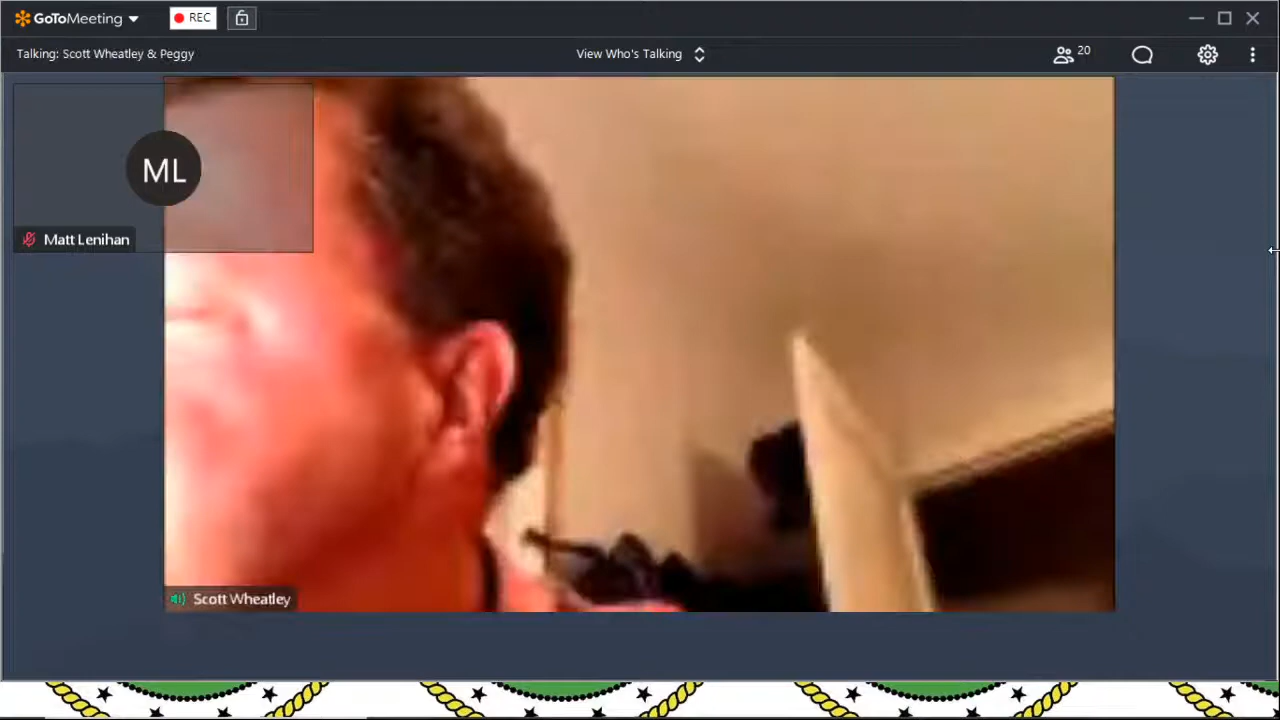 GoToMeeting
REC
Talking: Scott Wheatley & Peggy
View Who's Talking
20
ML
Matt Lenihan
Scott Wheatley